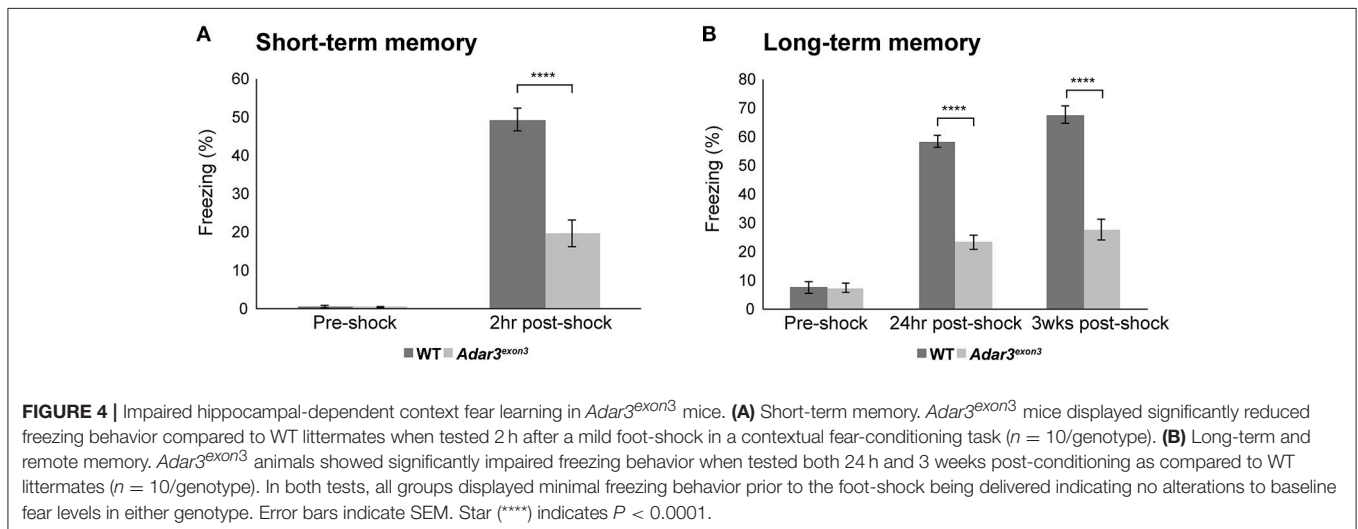 A Short-term memory
B Long-term memory
****
****
****
60
50
40
30
20
10
0
Freezing (%)
Pre-shock 2hr post-shock
WT Adar3exon3
80
70
60
50
40
30
20
10
0
Freezing (%)
Pre-shock 24hr post-shock 3wks post-shock
WT Adar3exon3
FIGURE 4 | Impaired hippocampal-dependent context fear learning in Adar3exon3 mice. (A) Short-term memory. Adar3exon3 mice displayed significantly reduced
freezing behavior compared to WT littermates when tested 2 h after a mild foot-shock in a contextual fear-conditioning task (n = 10/genotype). (B) Long-term and
remote memory. Adar3exon3 animals showed significantly impaired freezing behavior when tested both 24 h and 3 weeks post-conditioning as compared to WT
littermates (n = 10/genotype). In both tests, all groups displayed minimal freezing behavior prior to the foot-shock being delivered indicating no alterations to baseline
fear levels in either genotype. Error bars indicate SEM. Star (****) indicates P < 0.0001.